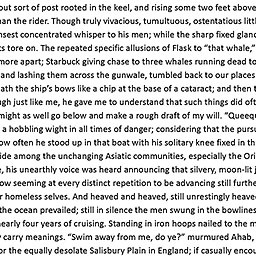 out sort of post rooted in the keel, and rising some two feet above
than the rider. Though truly vivacious, tumultuous, ostentatious littl
nsest concentrated whisper to his men; while the sharp fixed glanc
ts tore on. The repeated specific allusions of Flask to “that whale,”
more apart; Starbuck giving chase to three whales running dead to
and lashing them across the gunwale, tumbled back to our places
ath the ship’s bows like a chip at the base of a cataract; and then t
ugh just like me, he gave me to understand that such things did oft
might as well go below and make a rough draft of my will. “Queequ
a hobbling wight in all times of danger; considering that the pursu
ow often he stood up in that boat with his solitary knee fixed in th
ide among the unchanging Asiatic communities, especially the Ori
e, his unearthly voice was heard announcing that silvery, moon-lit j
ow seeming at every distinct repetition to be advancing still furthe
r homeless selves. And heaved and heaved, still unrestingly heave
the ocean prevailed; still in silence the men swung in the bowlines
nearly four years of cruising. Standing in iron hoops nailed to the m
y carry meanings. “Swim away from me, do ye?” murmured Ahab,
or the equally desolate Salisbury Plain in England; if casually encou